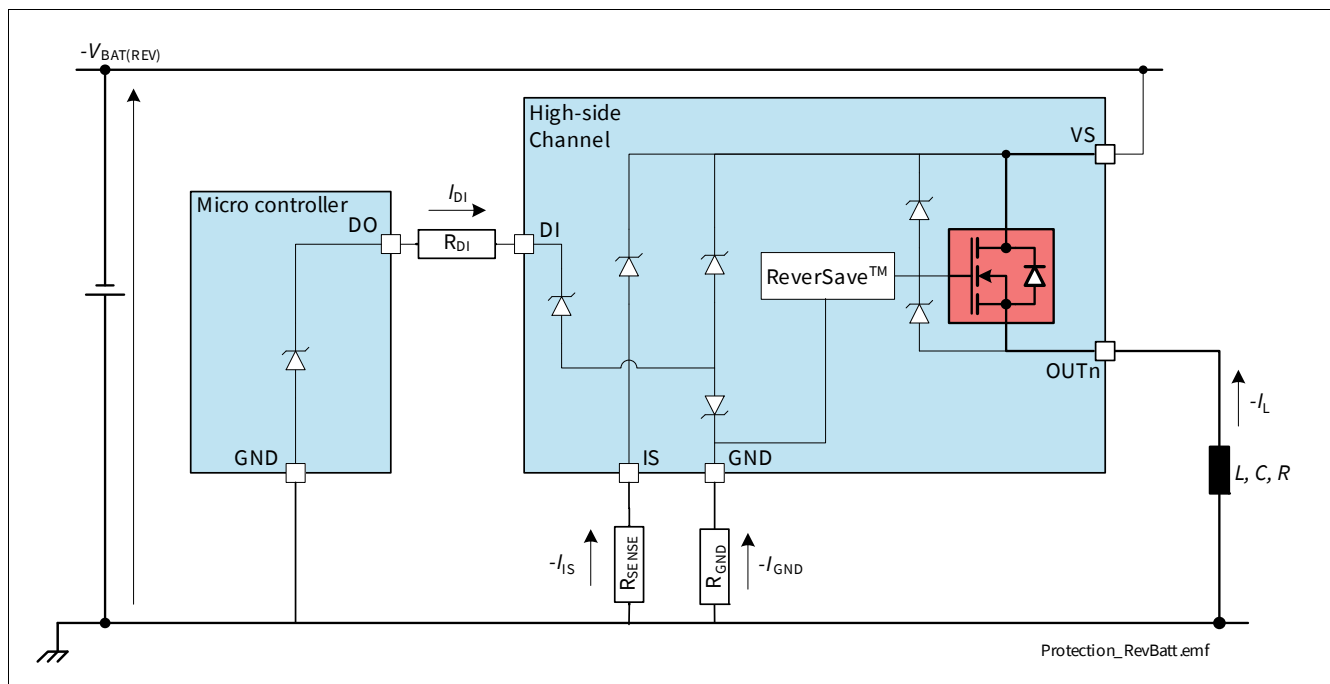 -VBAT(REV)
High-side
Channel
VS
Micro controller
DO
IDI
RDI
DI
ReverSave™
OUTn
-IL
GND
IS
GND
L, C, R
-IIS
RSENSE
RGND
-IGND
Protection_RevBatt.emf